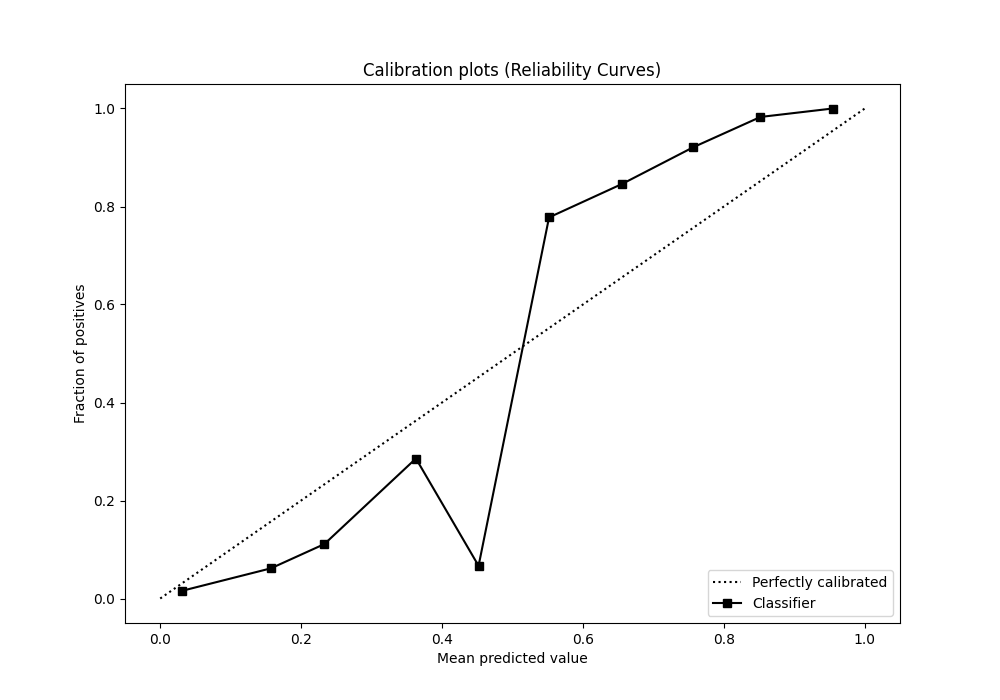 Calibration plots (Reliability Curves)
1.0
0.8
0.6
0.4
0.2
0.0
Fraction of positives
0.0 0.2 0.4 0.6 0.8 1.0
Mean predicted value
Perfectly calibrated
Classifier